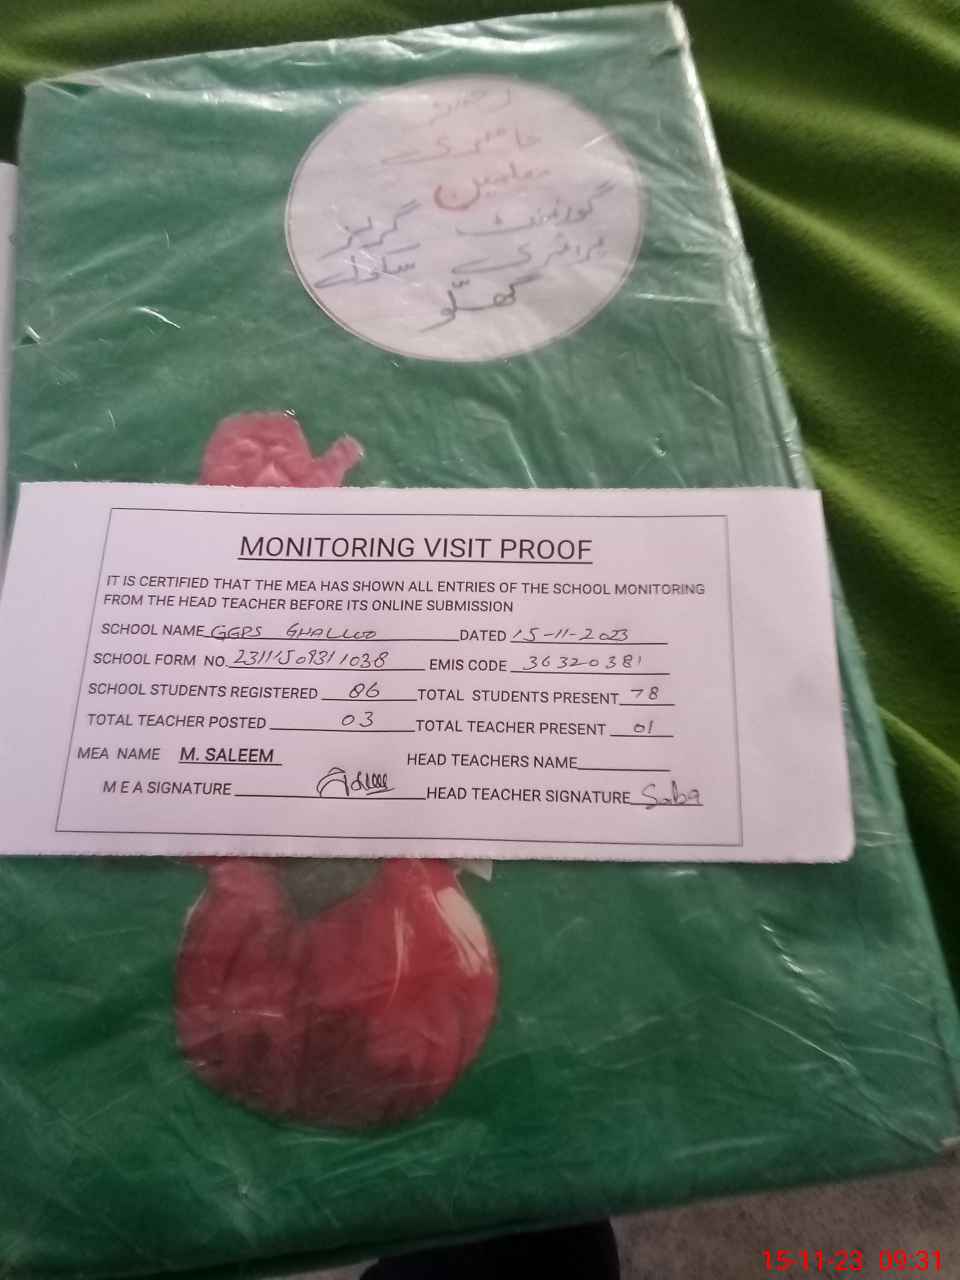 رجسٹر
حاضری
معلمین
گورنمنٹ گرلز
پرائمری سکول
گھلّو
MONITORING VISIT PROOF
IT IS CERTIFIED THAT THE MEA HAS SHOWN ALL ENTRIES OF THE SCHOOL MONITORING
FROM THE HEAD TEACHER BEFORE ITS ONLINE SUBMISSION
SCHOOL NAME GGPS GHALLOO DATED 15-11-2023
SCHOOL FORM NO. 23111509311038 EMIS CODE 36320381
SCHOOL STUDENTS REGISTERED 86 TOTAL STUDENTS PRESENT 78
TOTAL TEACHER POSTED 03 TOTAL TEACHER PRESENT 01
MEA NAME M. SALEEM HEAD TEACHERS NAME
M E A SIGNATURE HEAD TEACHER SIGNATURE Saba
15-11-23 09:31